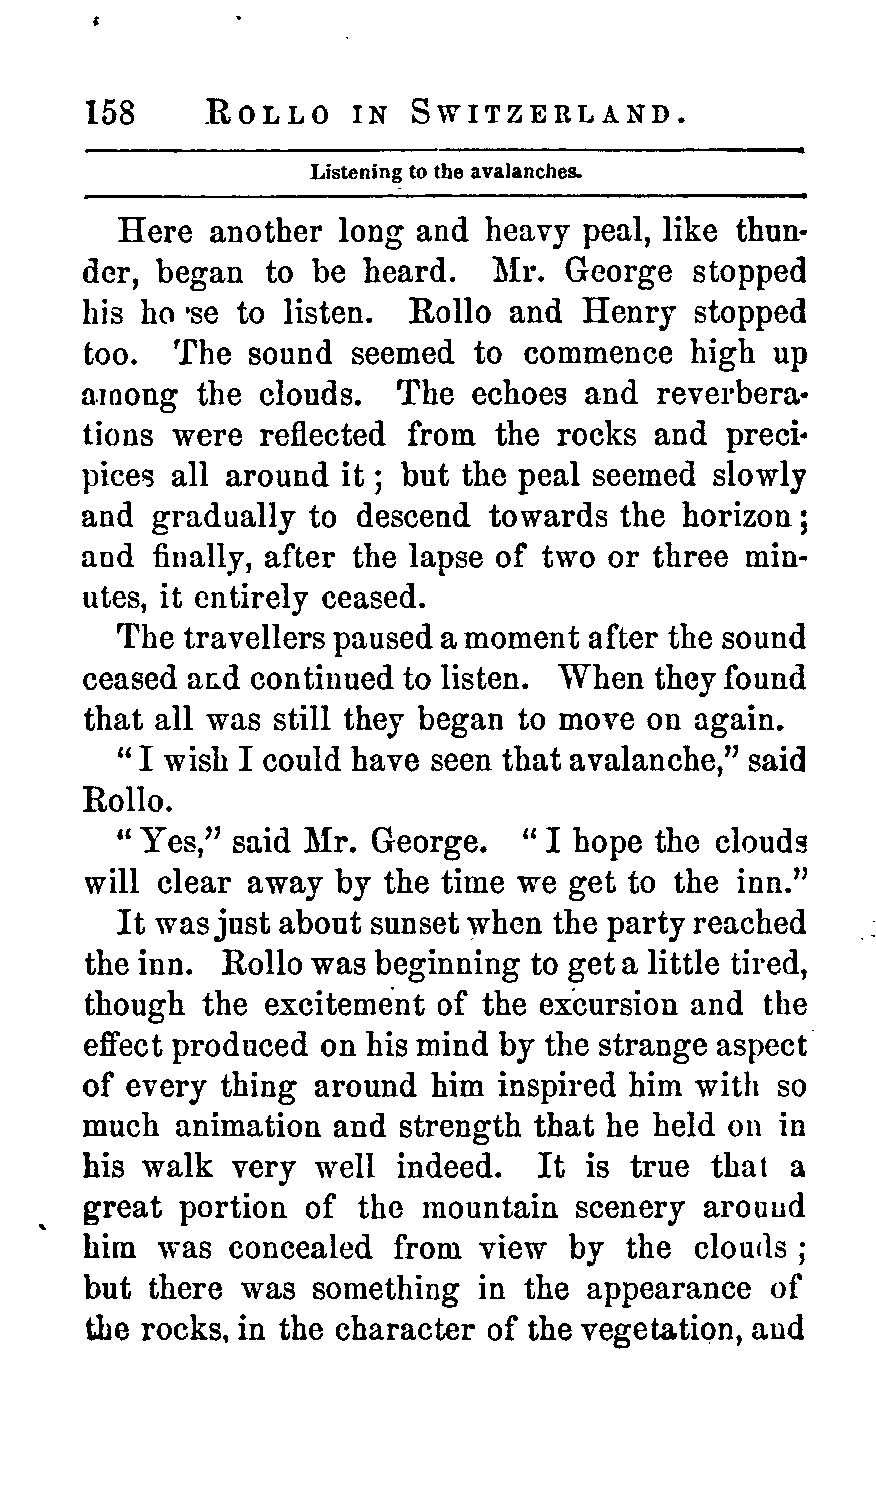 158 ROLLO IN SWITZERLAND.
Listening to the avalanches.
Here another long and heavy peal, like thun-
der, began to be heard. Mr. George stopped
his horse to listen. Rollo and Henry stopped
too. The sound seemed to commence high up
among the clouds. The echoes and reverbera-
tions were reflected from the rocks and preci-
pices all around it ; but the peal seemed slowly
and gradually to descend towards the horizon ;
and finally, after the lapse of two or three min-
utes, it entirely ceased.
The travellers paused a moment after the sound
ceased and continued to listen. When they found
that all was still they began to move on again.
“ I wish I could have seen that avalanche,” said
Rollo.
“ Yes,” said Mr. George. “ I hope the clouds
will clear away by the time we get to the inn.”
It was just about sunset when the party reached
the inn. Rollo was beginning to get a little tired,
though the excitement of the excursion and the
effect produced on his mind by the strange aspect
of every thing around him inspired him with so
much animation and strength that he held on in
his walk very well indeed. It is true that a
great portion of the mountain scenery around
him was concealed from view by the clouds ;
but there was something in the appearance of
the rocks, in the character of the vegetation, and